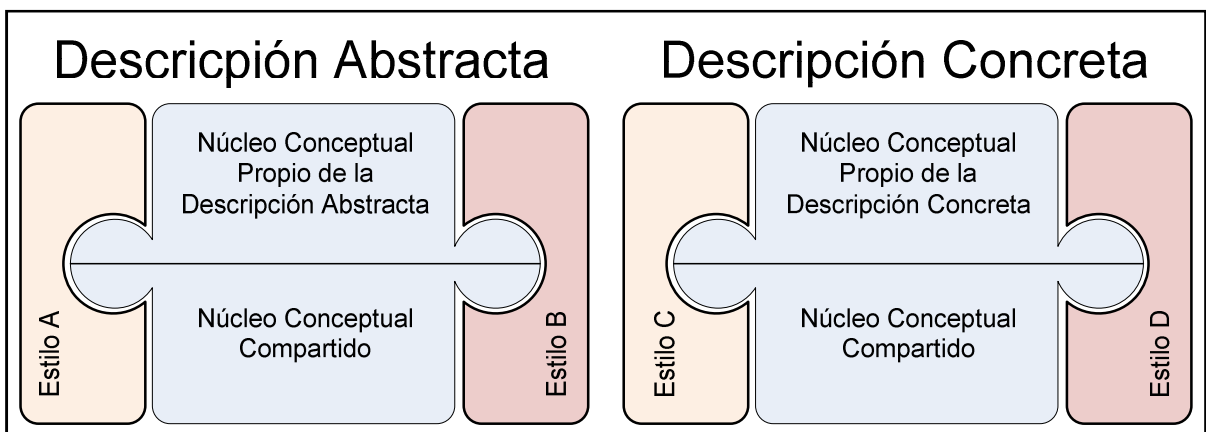 Descricpión Abstracta
Núcleo Conceptual
Propio de la
Descripción Abstracta
Núcleo Conceptual
Compartido
Estilo A
Estilo B
Descripción Concreta
Núcleo Conceptual
Propio de la
Descripción Concreta
Núcleo Conceptual
Compartido
Estilo C
Estilo D